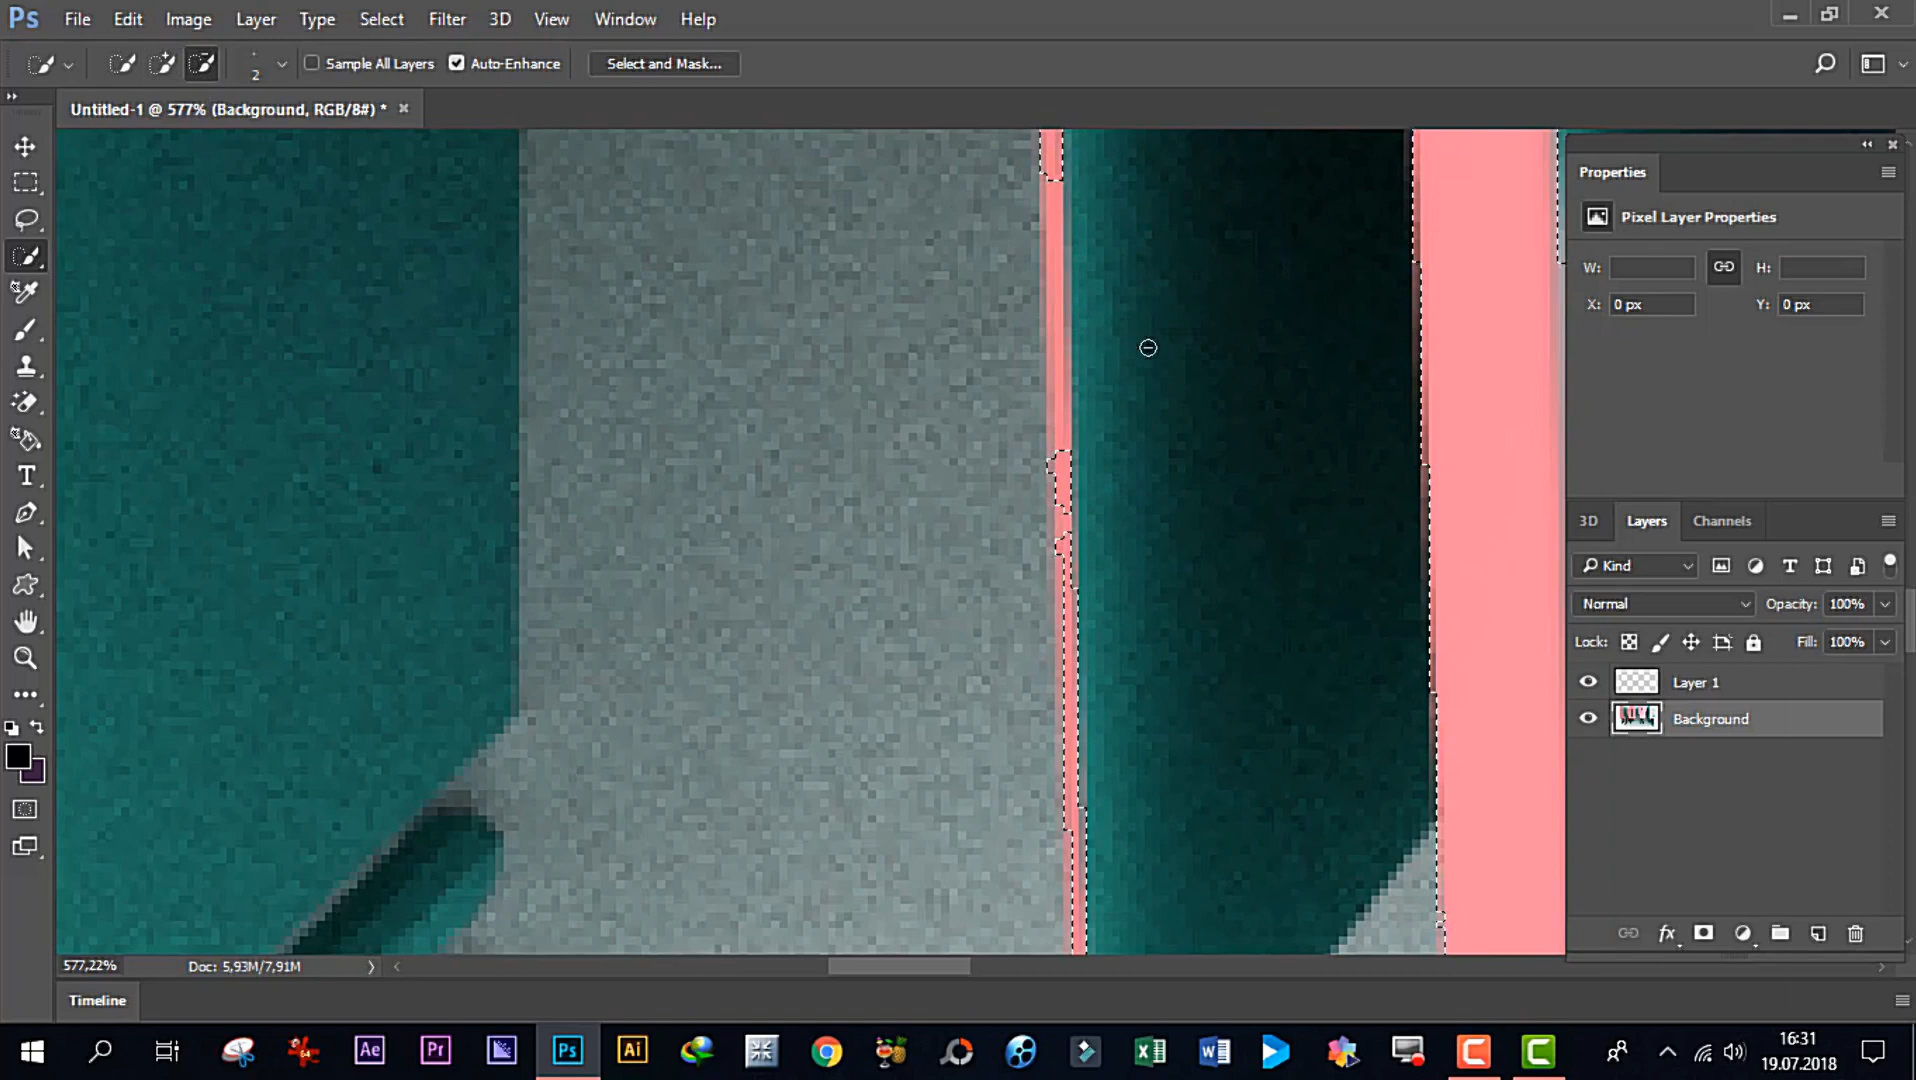 Ps File Edit Image Layer Type Select Filter 3D View Window Help
2 Sample All Layers Auto-Enhance Select and Mask...
Untitled-1 @ 577% (Background, RGB/8#) *
Properties
Pixel Layer Properties
W: H:
X: 0 px Y: 0 px
3D Layers Channels
Kind
Normal Opacity: 100%
Lock: Fill: 100%
Layer 1
Background
fx
577,22% Doc: 5,93M/7,91M
Timeline
Ae Pr Ps Ai
16:31
19.07.2018